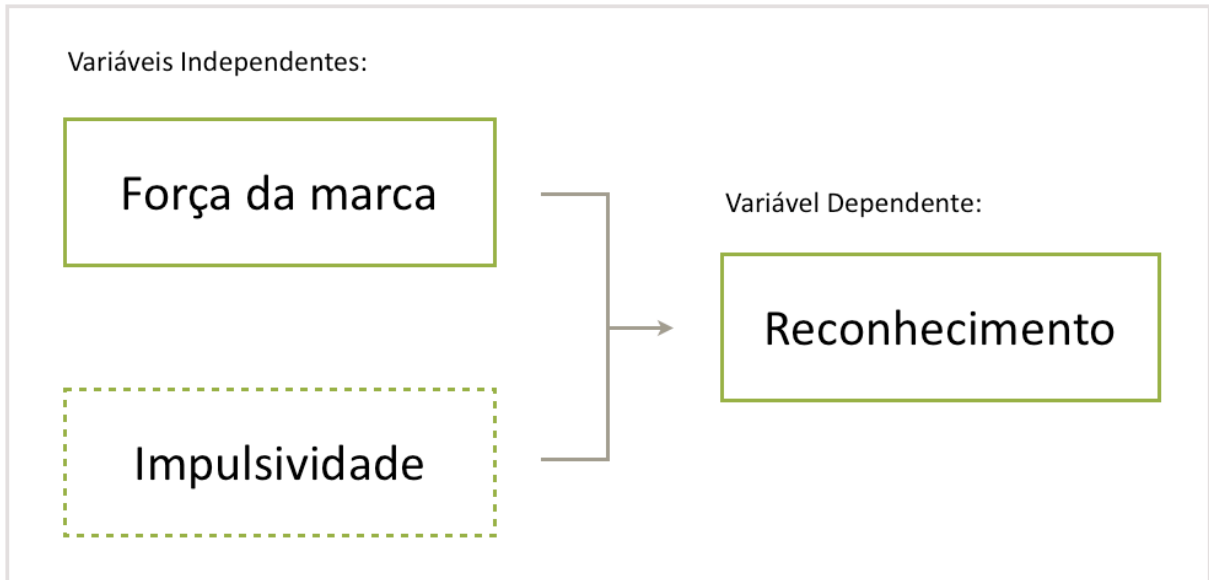 Variáveis Independentes:
Força da marca
Variável Dependente:
Reconhecimento
Impulsividade